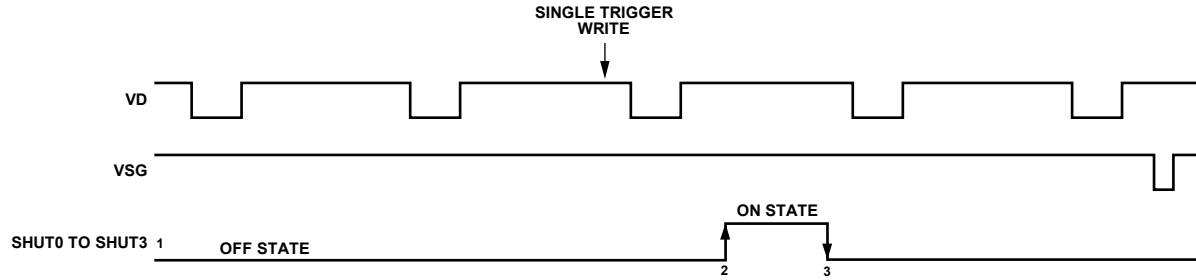 SINGLE TRIGGER
WRITE
VD
VSG
ON STATE
SHUT0 TO SHUT3 1
OFF STATE
2
3